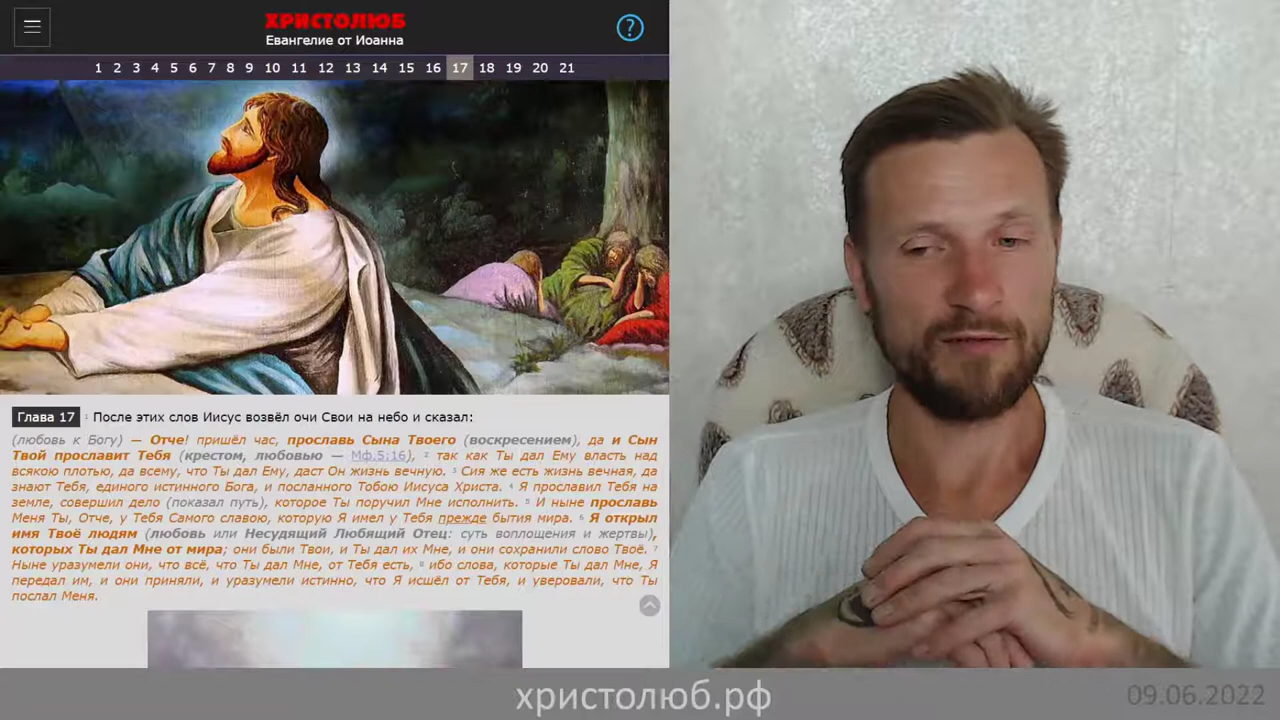 ХРИСТОЛЮБ
Евангелие от Иоанна
?
1 2 3 4 5 6 7 8 9 10 11 12 13 14 15 16 17 18 19 20 21
Глава 17 1 После этих слов Иисус возвёл очи Свои на небо и сказал:
(любовь к Богу) — Отче! пришёл час, прославь Сына Твоего (воскресением), да и Сын
Твой прославит Тебя (крестом, любовью — Мф.5:16), 2 так как Ты дал Ему власть над
всякою плотью, да всему, что Ты дал Ему, даст Он жизнь вечную. 3 Сия же есть жизнь вечная, да
знают Тебя, единого истинного Бога, и посланного Тобою Иисуса Христа. 4 Я прославил Тебя на
земле, совершил дело (показал путь), которое Ты поручил Мне исполнить. 5 И ныне прославь
Меня Ты, Отче, у Тебя Самого славою, которую Я имел у Тебя прежде бытия мира. 6 Я открыл
имя Твоё людям (любовь или Несудящий Любящий Отец: суть воплощения и жертвы),
которых Ты дал Мне от мира; они были Твои, и Ты дал их Мне, и они сохранили слово Твоё. 7
Ныне уразумели они, что всё, что Ты дал Мне, от Тебя есть, 8 ибо слова, которые Ты дал Мне, Я
передал им, и они приняли, и уразумели истинно, что Я исшёл от Тебя, и уверовали, что Ты
послал Меня.
христолюб.рф
09.06.2022